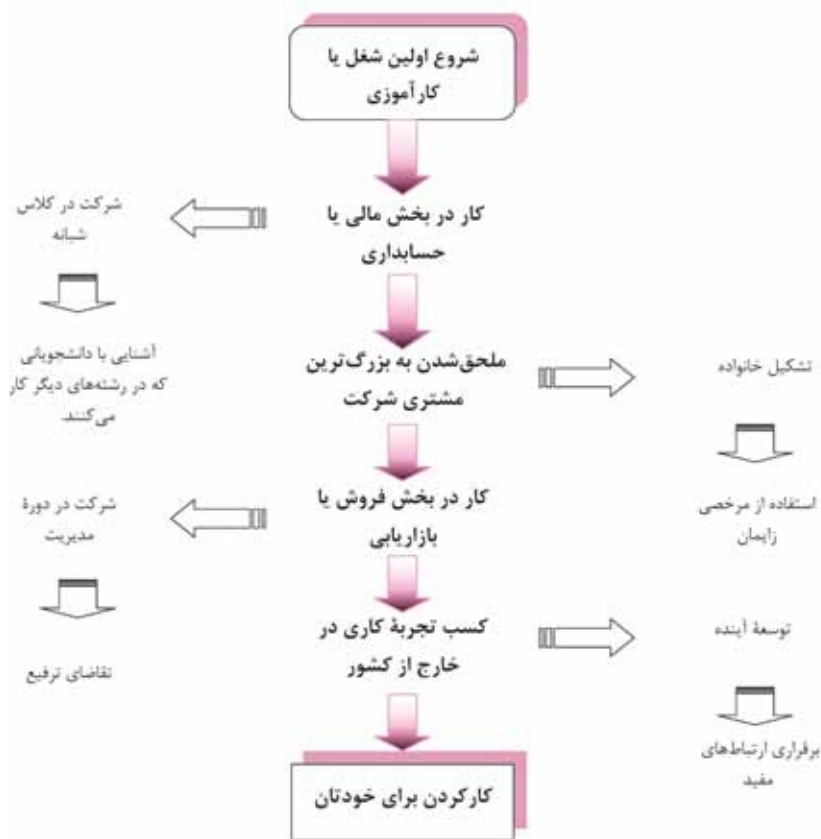 شروع اولین شغل یا
کارآموزی
کار در بخش مالی یا
حسابداری
شرکت در کلاس
شبانه
آشنایی با دانشجویانی
که در رشته‌های دیگر کار
می‌کنند.
ملحق‌شدن به بزرگ‌ترین
مشتری شرکت
تشکیل خانواده
استفاده از مرخصی
زایمان
کار در بخش فروش یا
بازاریابی
شرکت در دورهٔ
مدیریت
تقاضای ترفیع
کسب تجربهٔ کاری در
خارج از کشور
توسعهٔ آینده
برقراری ارتباط‌های
مفید
کارکردن برای خودتان